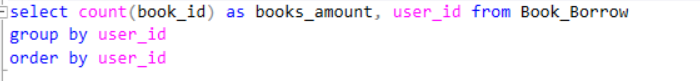 select count(book_id) as books_amount, user_id from Book_Borrow
group by user_id
order by user_id